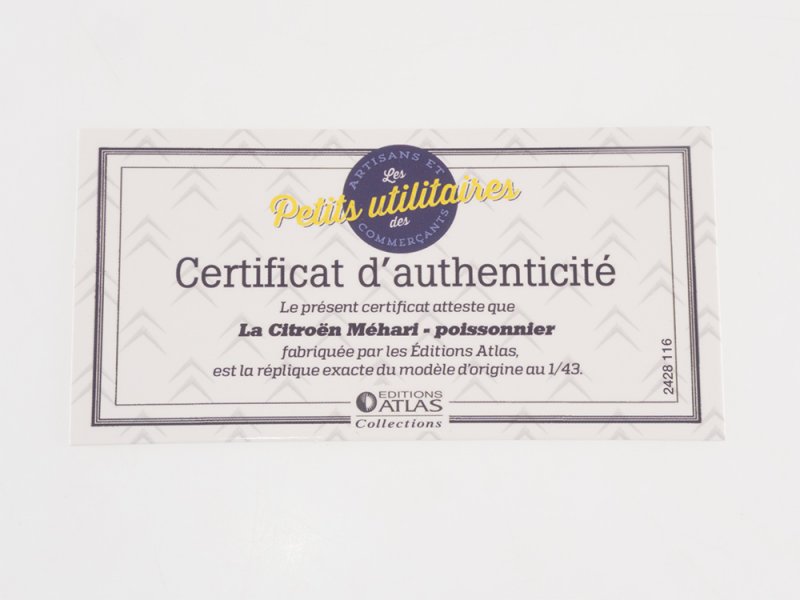 Les
Petits utilitaires
des
ARTISANS ET
COMMERÇANTS
Certificat d'authenticité
Le présent certificat atteste que
La Citroën Méhari - poissonnier
fabriquée par les Éditions Atlas,
est la réplique exacte du modèle d'origine au 1/43.
2428 116
EDITIONS
ATLAS
Collections